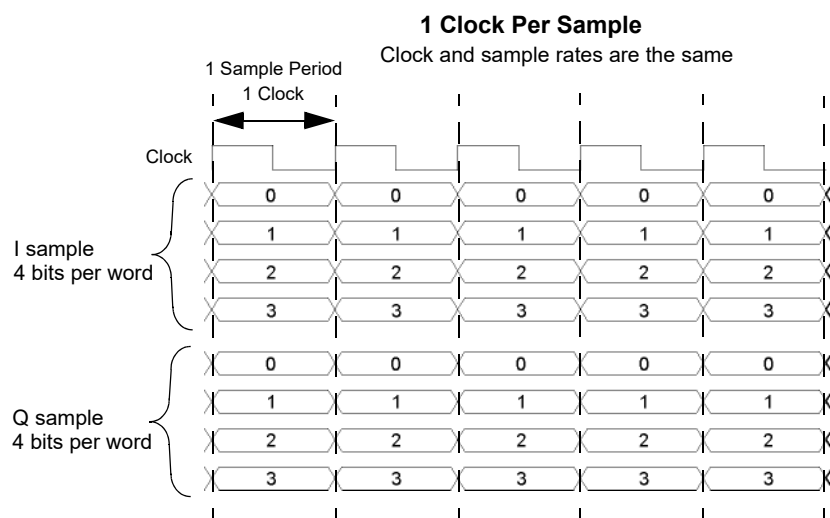 1 Clock Per Sample
Clock and sample rates are the same
1 Sample Period
1 Clock
Clock
0 0 0 0 0
1 1 1 1 1
I sample
4 bits per word
2 2 2 2 2
3 3 3 3 3
0 0 0 0 0
1 1 1 1 1
Q sample
4 bits per word
2 2 2 2 2
3 3 3 3 3